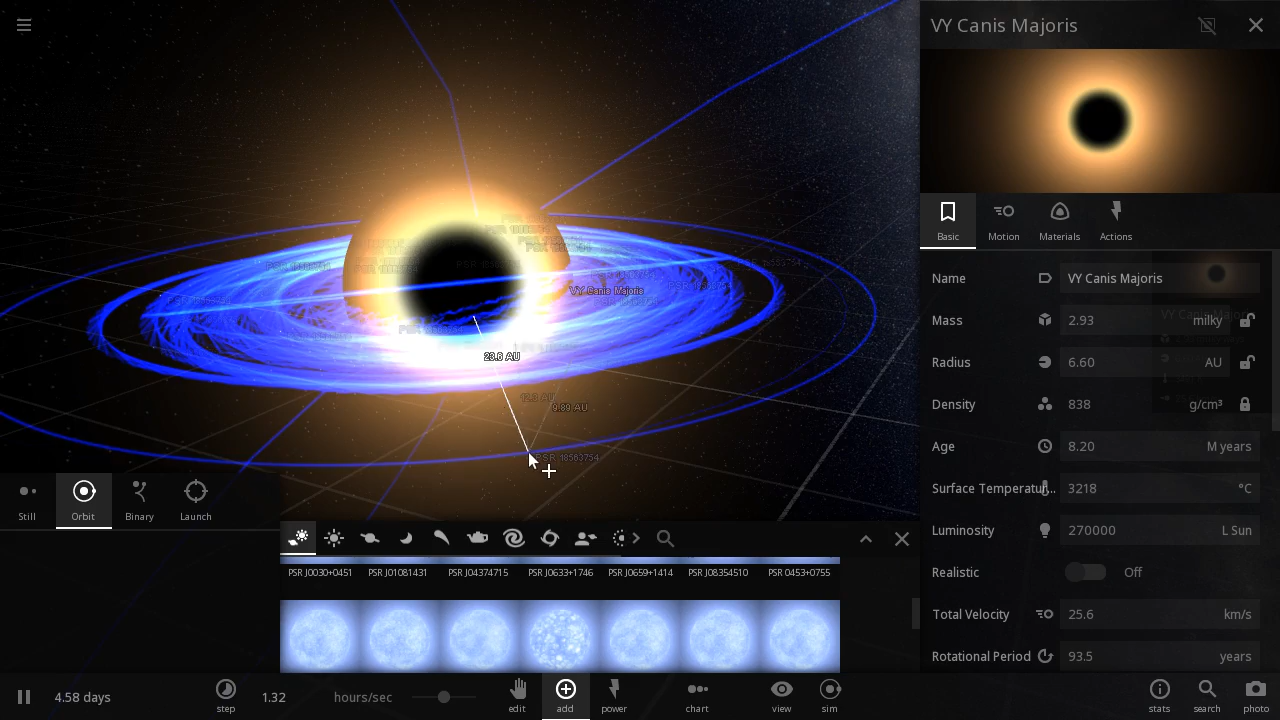 VY Canis Majoris
Basic
Motion
Materials
Actions
Name
VY Canis Majoris
Mass
2.93
milky
Radius
6.60
AU
Density
838
g/cm³
Age
8.20
M years
Surface Temperatur...
3218
°C
Luminosity
270000
L Sun
Realistic
Off
Total Velocity
25.6
km/s
Rotational Period
93.5
years
VY Canis Majoris
23.8 AU
9.89 AU
PSR 18563754
Still
Orbit
Binary
Launch
PSR J0030+0451
PSR J01081431
PSR J04374715
PSR J0633+1746
PSR J0659+1414
PSR J08354510
PSR 0453+0755
4.58 days
step
1.32
hours/sec
edit
add
power
chart
view
sim
stats
search
photo